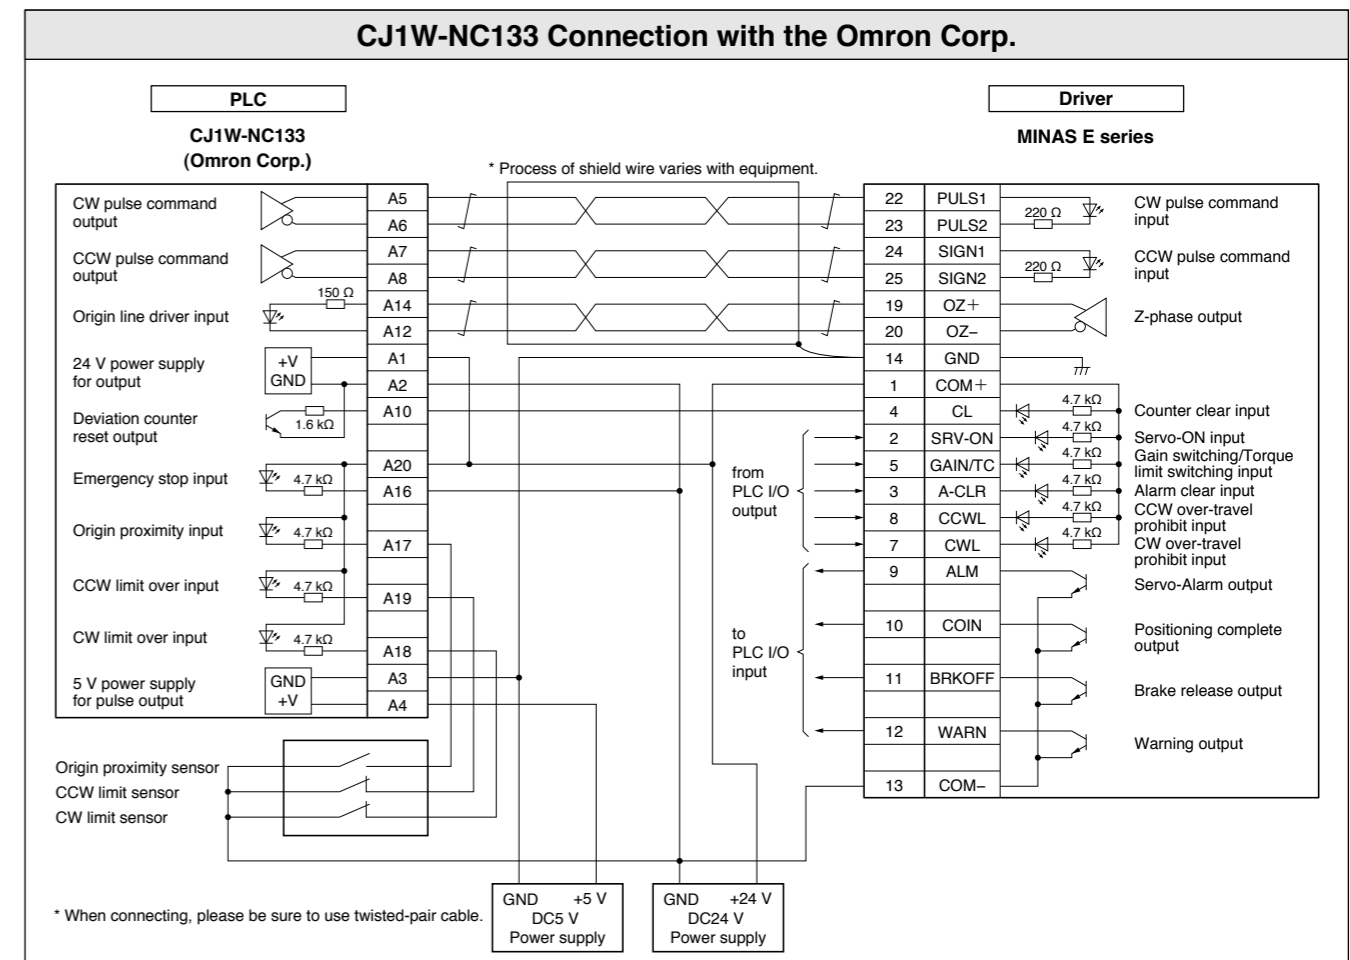 CJ1W-NC133 Connection with the Omron Corp.
PLC
Driver
CJ1W-NC133
(Omron Corp.)
MINAS E series
* Process of shield wire varies with equipment.
CW pulse command
output
A5
A6
22 PULS1
23 PULS2
220 Ω
CW pulse command
input
CCW pulse command
output
A7
A8
24 SIGN1
25 SIGN2
220 Ω
CCW pulse command
input
Origin line driver input
150 Ω
A14
A12
19 OZ+
20 OZ−
Z-phase output
24 V power supply
for output
+V
GND
A1
A2
14 GND
1 COM+
Deviation counter
reset output
1.6 kΩ
A10
4 CL
4.7 kΩ
Counter clear input
2 SRV-ON
4.7 kΩ
Servo-ON input
Emergency stop input
4.7 kΩ
A20
A16
from
PLC I/O
output
5 GAIN/TC
4.7 kΩ
Gain switching/Torque
limit switching input
3 A-CLR
4.7 kΩ
Alarm clear input
Origin proximity input
4.7 kΩ
A17
8 CCWL
4.7 kΩ
CCW over-travel
prohibit input
7 CWL
4.7 kΩ
CW over-travel
prohibit input
CCW limit over input
4.7 kΩ
A19
9 ALM
Servo-Alarm output
CW limit over input
4.7 kΩ
A18
to
PLC I/O
input
10 COIN
Positioning complete
output
5 V power supply
for pulse output
GND
+V
A3
A4
11 BRKOFF
Brake release output
12 WARN
Warning output
13 COM−
Origin proximity sensor
CCW limit sensor
CW limit sensor
* When connecting, please be sure to use twisted-pair cable.
GND +5 V
DC5 V
Power supply
GND +24 V
DC24 V
Power supply